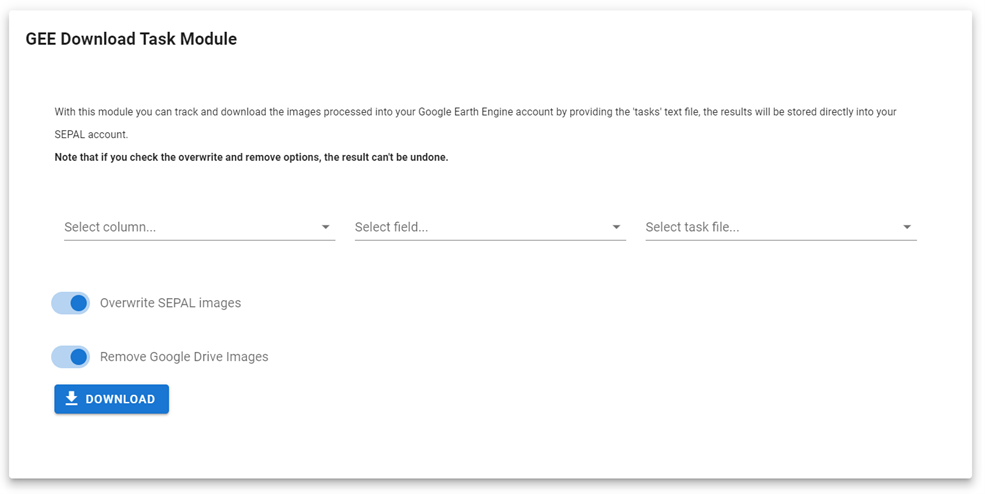 GEE Download Task Module
With this module you can track and download the images processed into your Google Earth Engine account by providing the 'tasks' text file, the results will be stored directly into your
SEPAL account.
Note that if you check the overwrite and remove options, the result can't be undone.
Select column... Select field... Select task file...
Overwrite SEPAL images
Remove Google Drive Images
DOWNLOAD